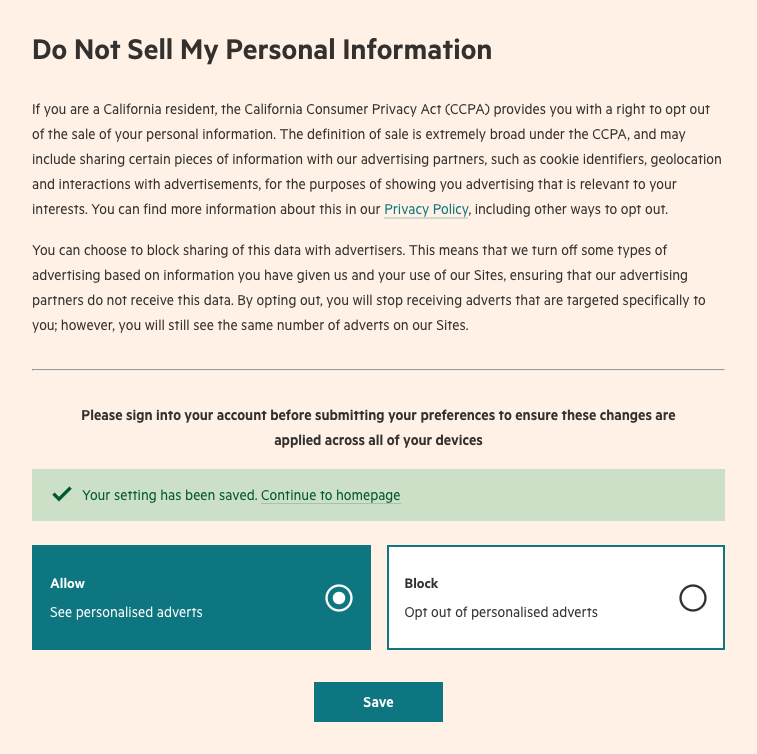 Do Not Sell My Personal Information
If you are a California resident, the California Consumer Privacy Act (CCPA) provides you with a right to opt out
of the sale of your personal information. The definition of sale is extremely broad under the CCPA, and may
include sharing certain pieces of information with our advertising partners, such as cookie identifiers, geolocation
and interactions with advertisements, for the purposes of showing you advertising that is relevant to your
interests. You can find more information about this in our Privacy Policy, including other ways to opt out.
You can choose to block sharing of this data with advertisers. This means that we turn off some types of
advertising based on information you have given us and your use of our Sites, ensuring that our advertising
partners do not receive this data. By opting out, you will stop receiving adverts that are targeted specifically to
you; however, you will still see the same number of adverts on our Sites.
Please sign into your account before submitting your preferences to ensure these changes are
applied across all of your devices
Your setting has been saved. Continue to homepage
Allow
See personalised adverts
Block
Opt out of personalised adverts
Save